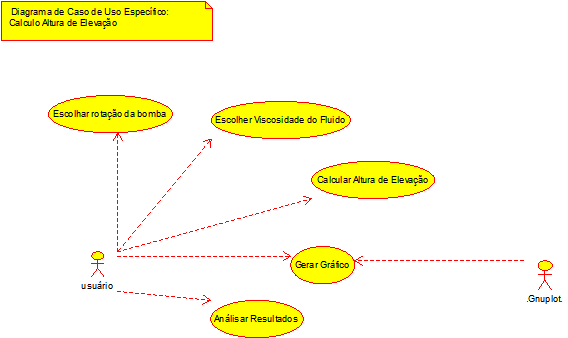 Diagrama de Caso de Uso Específico:
Calculo Altura de Elevação
Escolhar rotação da bomba
Escolher Viscosidade do Fluido
Calcular Altura de Elevação
Gerar Gráfico
usuário
.Gnuplot.
Análisar Resultados